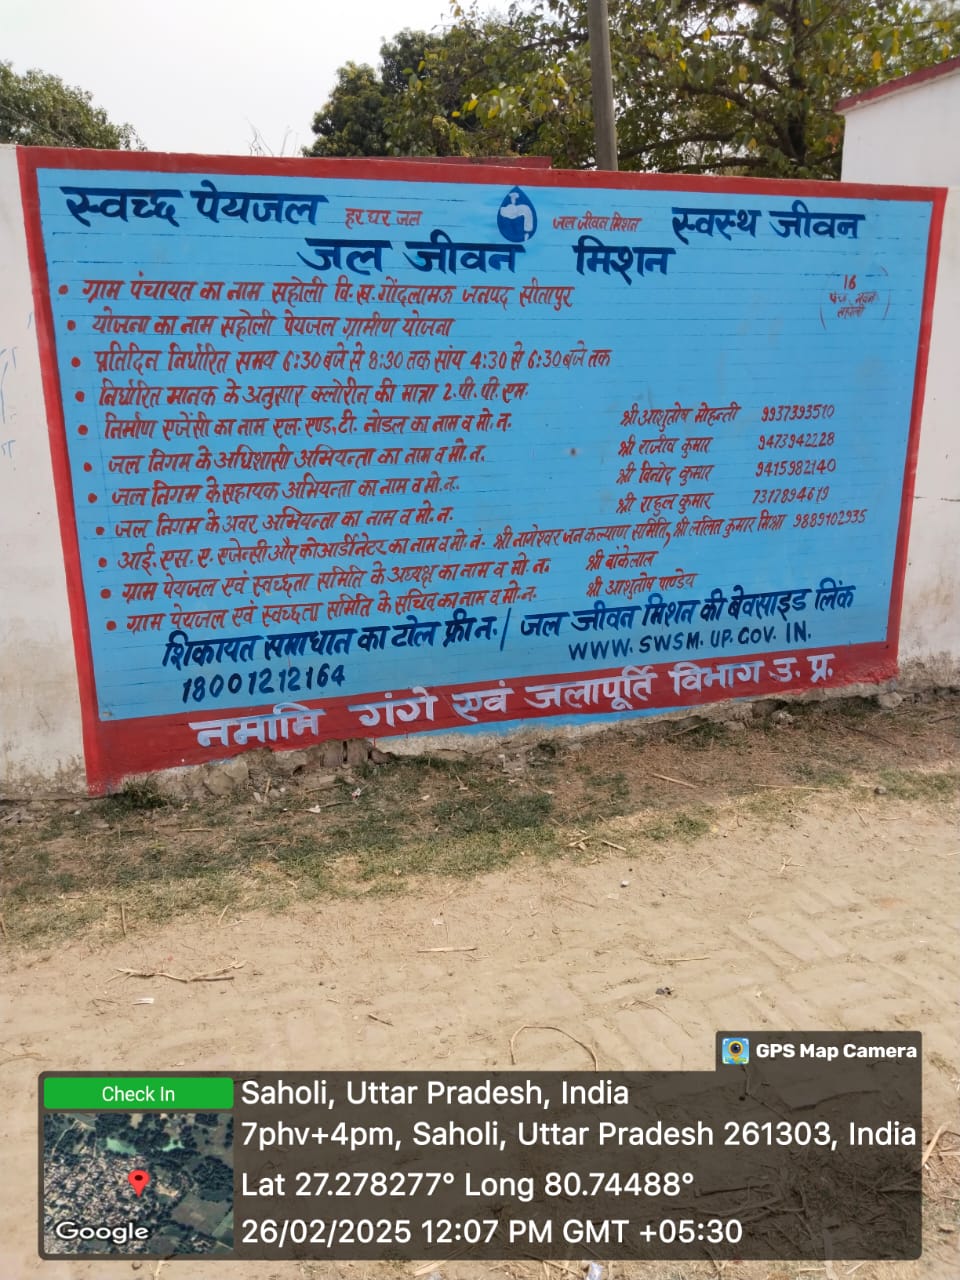 स्वच्छ पेयजल हर घर जल जल जीवन मिशन स्वस्थ जीवन
जल जीवन मिशन
• ग्राम पंचायत का नाम सहोली वि.ख. गोंदलामऊ जनपद सीतापुर
16
पंचा. भवन
सहोली
• योजना का नाम सहोली पेयजल ग्रामीण योजना
• प्रतिदिन निर्धारित समय 6:30 बजे से 8:30 तक सांय 4:30 से 6:30 बजे तक
• निर्धारित मानक के अनुसार क्लोरीन की मात्रा 2. पी. पी. एम.
• निर्माण एजेंसी का नाम एल. एण्ड. टी. नोडल का नाम व मो. न. श्री आशुतोष मोहन्ती 9937393510
• जल निगम के अधिशासी अभियन्ता का नाम व मो. न. श्री राजीव कुमार 9473942228
• जल निगम के सहायक अभियन्ता का नाम व मो. न. श्री विनोद कुमार 9415982140
• जल निगम के अवर अभियन्ता का नाम व मो. न. श्री राहुल कुमार 7317894619
• आई. एस. ए. एजेन्सी और कोआर्डीनेटर का नाम व मो. नं. श्री नागेश्वर जन कल्याण समिति, श्री ललित कुमार मिश्रा 9889102935
• ग्राम पेयजल एवं स्वच्छता समिति के अध्यक्ष का नाम व मो. न. श्री बांकेलाल
• ग्राम पेयजल एवं स्वच्छता समिति के सचिव का नाम व मो. न. श्री आशुतोष पाण्डेय
शिकायत समाधान का टोल फ्री न. / जल जीवन मिशन की बेवसाइड लिंक
18001212164 WWW. SWSM. UP. GOV. IN.
नमामि गंगे एवं जलापूर्ति विभाग उ. प्र.
GPS Map Camera
Check In
Saholi, Uttar Pradesh, India
7phv+4pm, Saholi, Uttar Pradesh 261303, India
Lat 27.278277° Long 80.74488°
26/02/2025 12:07 PM GMT +05:30
Google